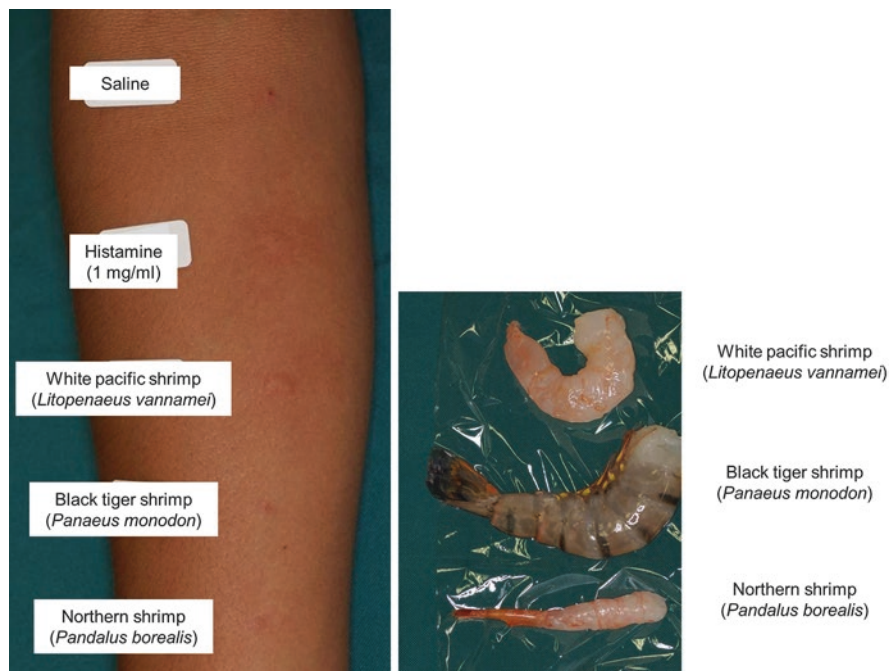 Saline
Histamine
(1 mg/ml)
White pacific shrimp
(Litopenaeus vannamei)
Black tiger shrimp
(Panaeus monodon)
Northern shrimp
(Pandalus borealis)
White pacific shrimp
(Litopenaeus vannamei)
Black tiger shrimp
(Panaeus monodon)
Northern shrimp
(Pandalus borealis)